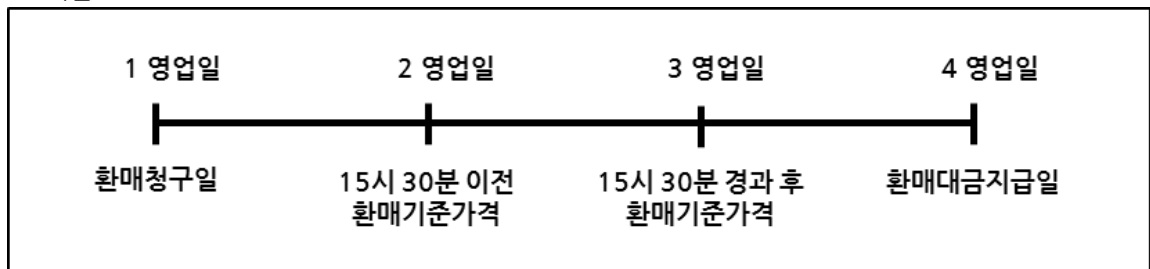 1 영업일
2 영업일
3 영업일
4 영업일
환매청구일
15시 30분 이전
환매기준가격
15시 30분 경과 후
환매기준가격
환매대금지급일